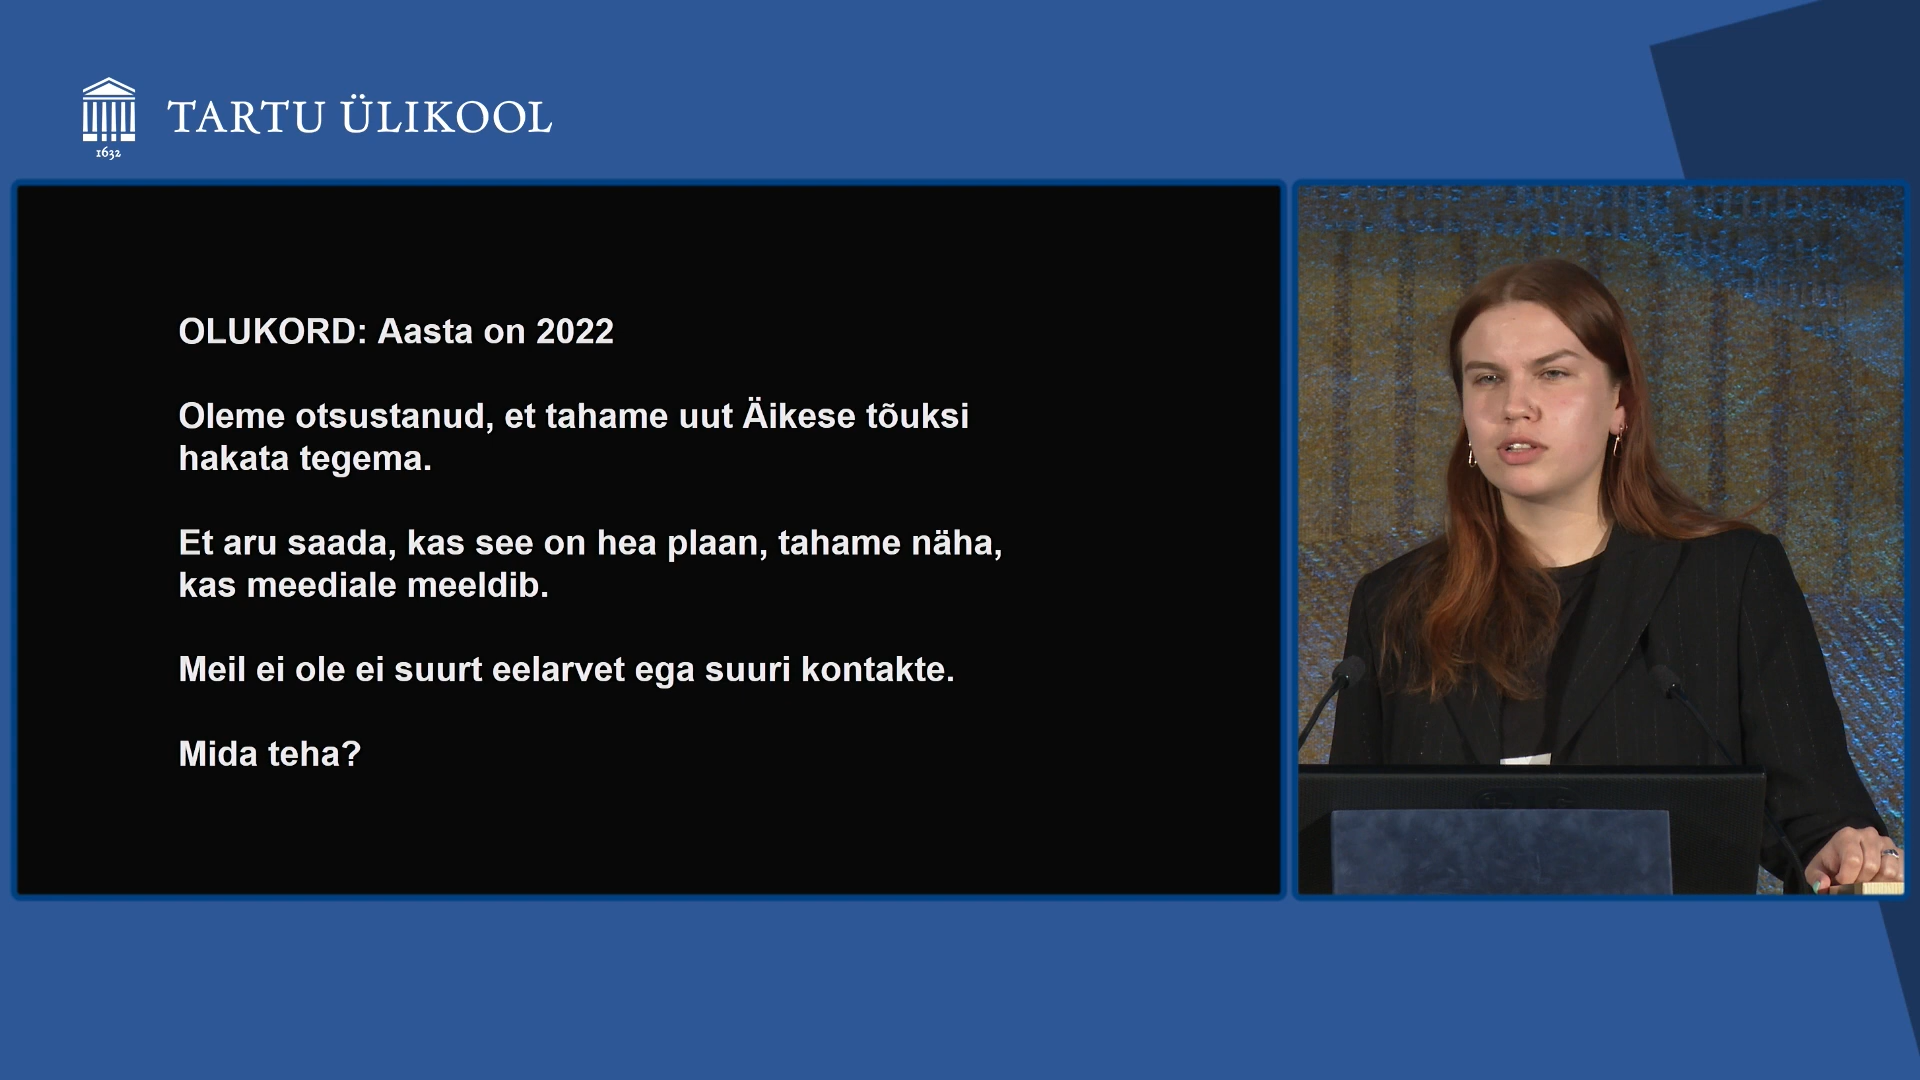 TARTU ÜLIKOOL
1632
OLUKORD: Aasta on 2022
Oleme otsustanud, et tahame uut Äikese tõuksi
hakata tegema.
Et aru saada, kas see on hea plaan, tahame näha,
kas meediale meeldib.
Meil ei ole ei suurt eelarvet ega suuri kontakte.
Mida teha?